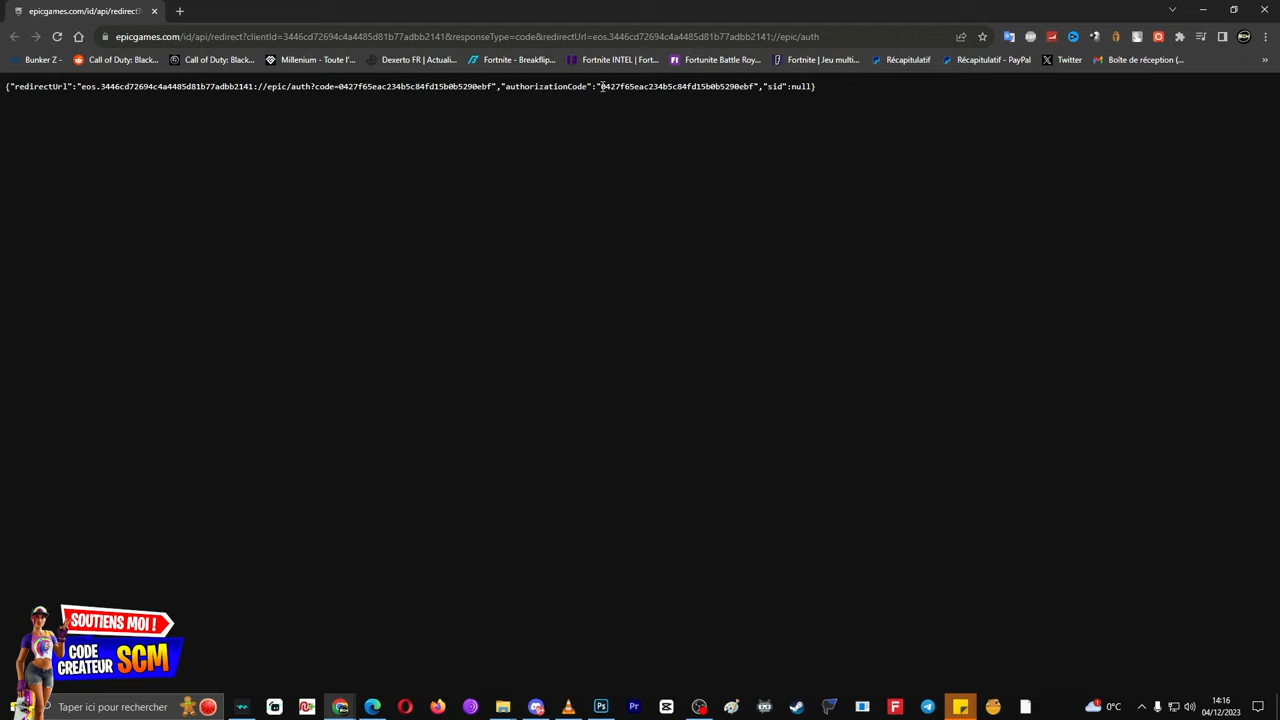 epicgames.com/id/api/redirect?
epicgames.com/id/api/redirect?clientId=3446cd72694c4a4485d81b77adbb2141&responseType=code&redirectUrl=eos.3446cd72694c4a4485d81b77adbb2141://epic/auth
Bunker Z - Call of Duty: Black... Call of Duty: Black... Millenium - Toute l'... Dexerto FR | Actuali... Fortnite - Breakflip... Fortnite INTEL | Fort... Fortnite Battle Roy... Fortnite | Jeu multi... Récapitulatif Récapitulatif - PayPal Twitter Boîte de réception (... »
{"redirectUrl":"eos.3446cd72694c4a4485d81b77adbb2141://epic/auth?code=0427f65eac234b5c84fd15b0b5290ebf","authorizationCode":"0427f65eac234b5c84fd15b0b5290ebf","sid":null}
SOUTIENS MOI !
CODE
CREATEUR SCM
Taper ici pour rechercher
0°C
14:16
04/12/2023